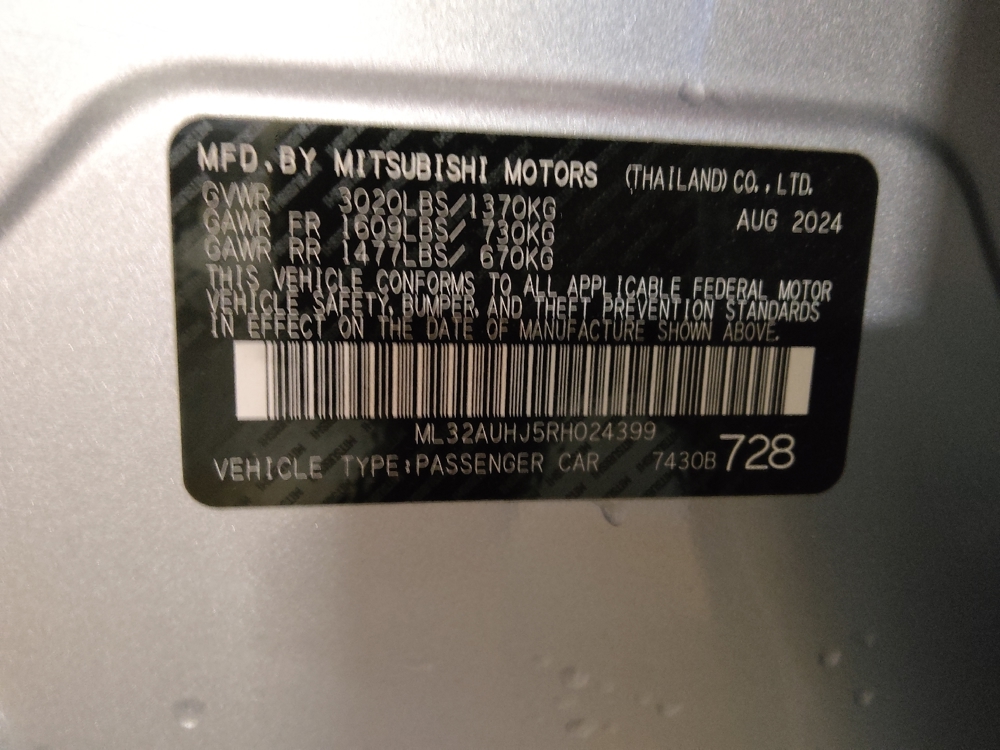 MFD. BY MITSUBISHI MOTORS (THAILAND) CO., LTD.
GVWR 3020LBS/1370KG AUG 2024
GAWR FR 1609LBS/ 730KG
GAWR RR 1477LBS/ 670KG
THIS VEHICLE CONFORMS TO ALL APPLICABLE FEDERAL MOTOR
VEHICLE SAFETY, BUMPER, AND THEFT PREVENTION STANDARDS
IN EFFECT ON THE DATE OF MANUFACTURE SHOWN ABOVE.
ML32AUHJ5RH024399
VEHICLE TYPE:PASSENGER CAR 7430B 728